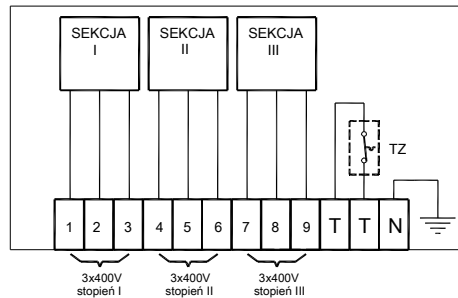 SEKCJA I
SEKCJA II
SEKCJA III
TZ
1 2 3 4 5 6 7 8 9 T T N
3x400V stopień I
3x400V stopień II
3x400V stopień III